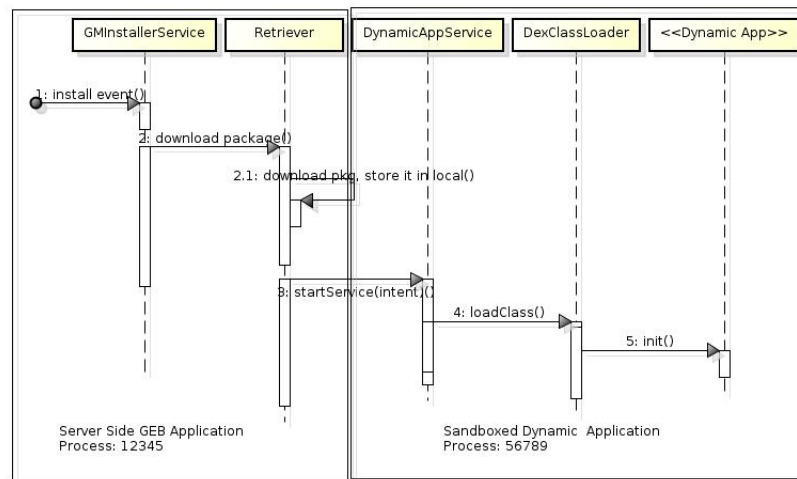 GMInstallerService
Retriever
DynamicAppService
DexClassLoader
<<Dynamic App>>
1: install event()
2: download package()
2.1: download pkg, store it in local()
3: startService(intent)()
4: loadClass()
5: init()
Server Side GEB Application
Process: 12345
Sandboxed Dynamic Application
Process: 56789